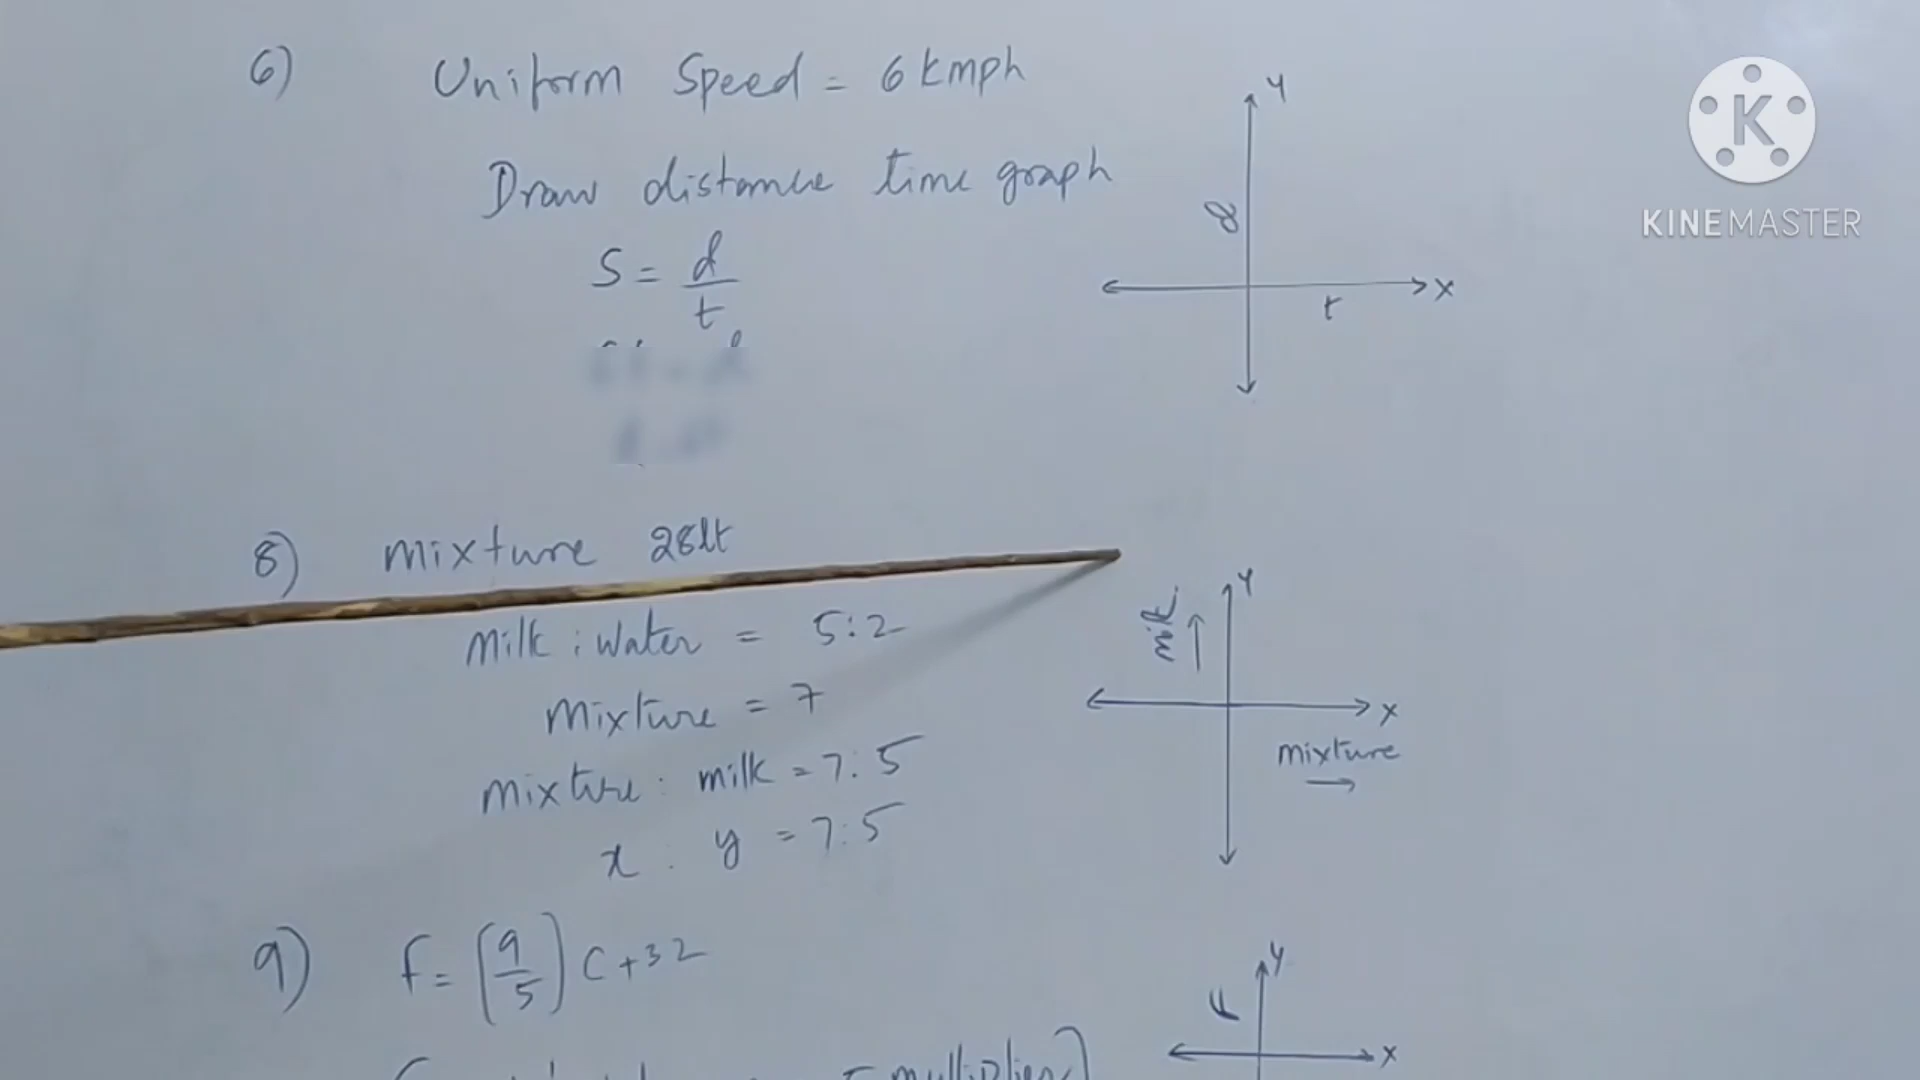 6) Uniform Speed = 6 kmph
Draw distance time graph
S = d/t
8) mixture 28lt
milk : water = 5:2
mixture = 7
mixture : milk = 7:5
x : y = 7:5
9) F = (9/5) C + 32
multiplier)
Y
d
X
t
Y
milk
X
mixture
Y
F
X
K
KINEMASTER